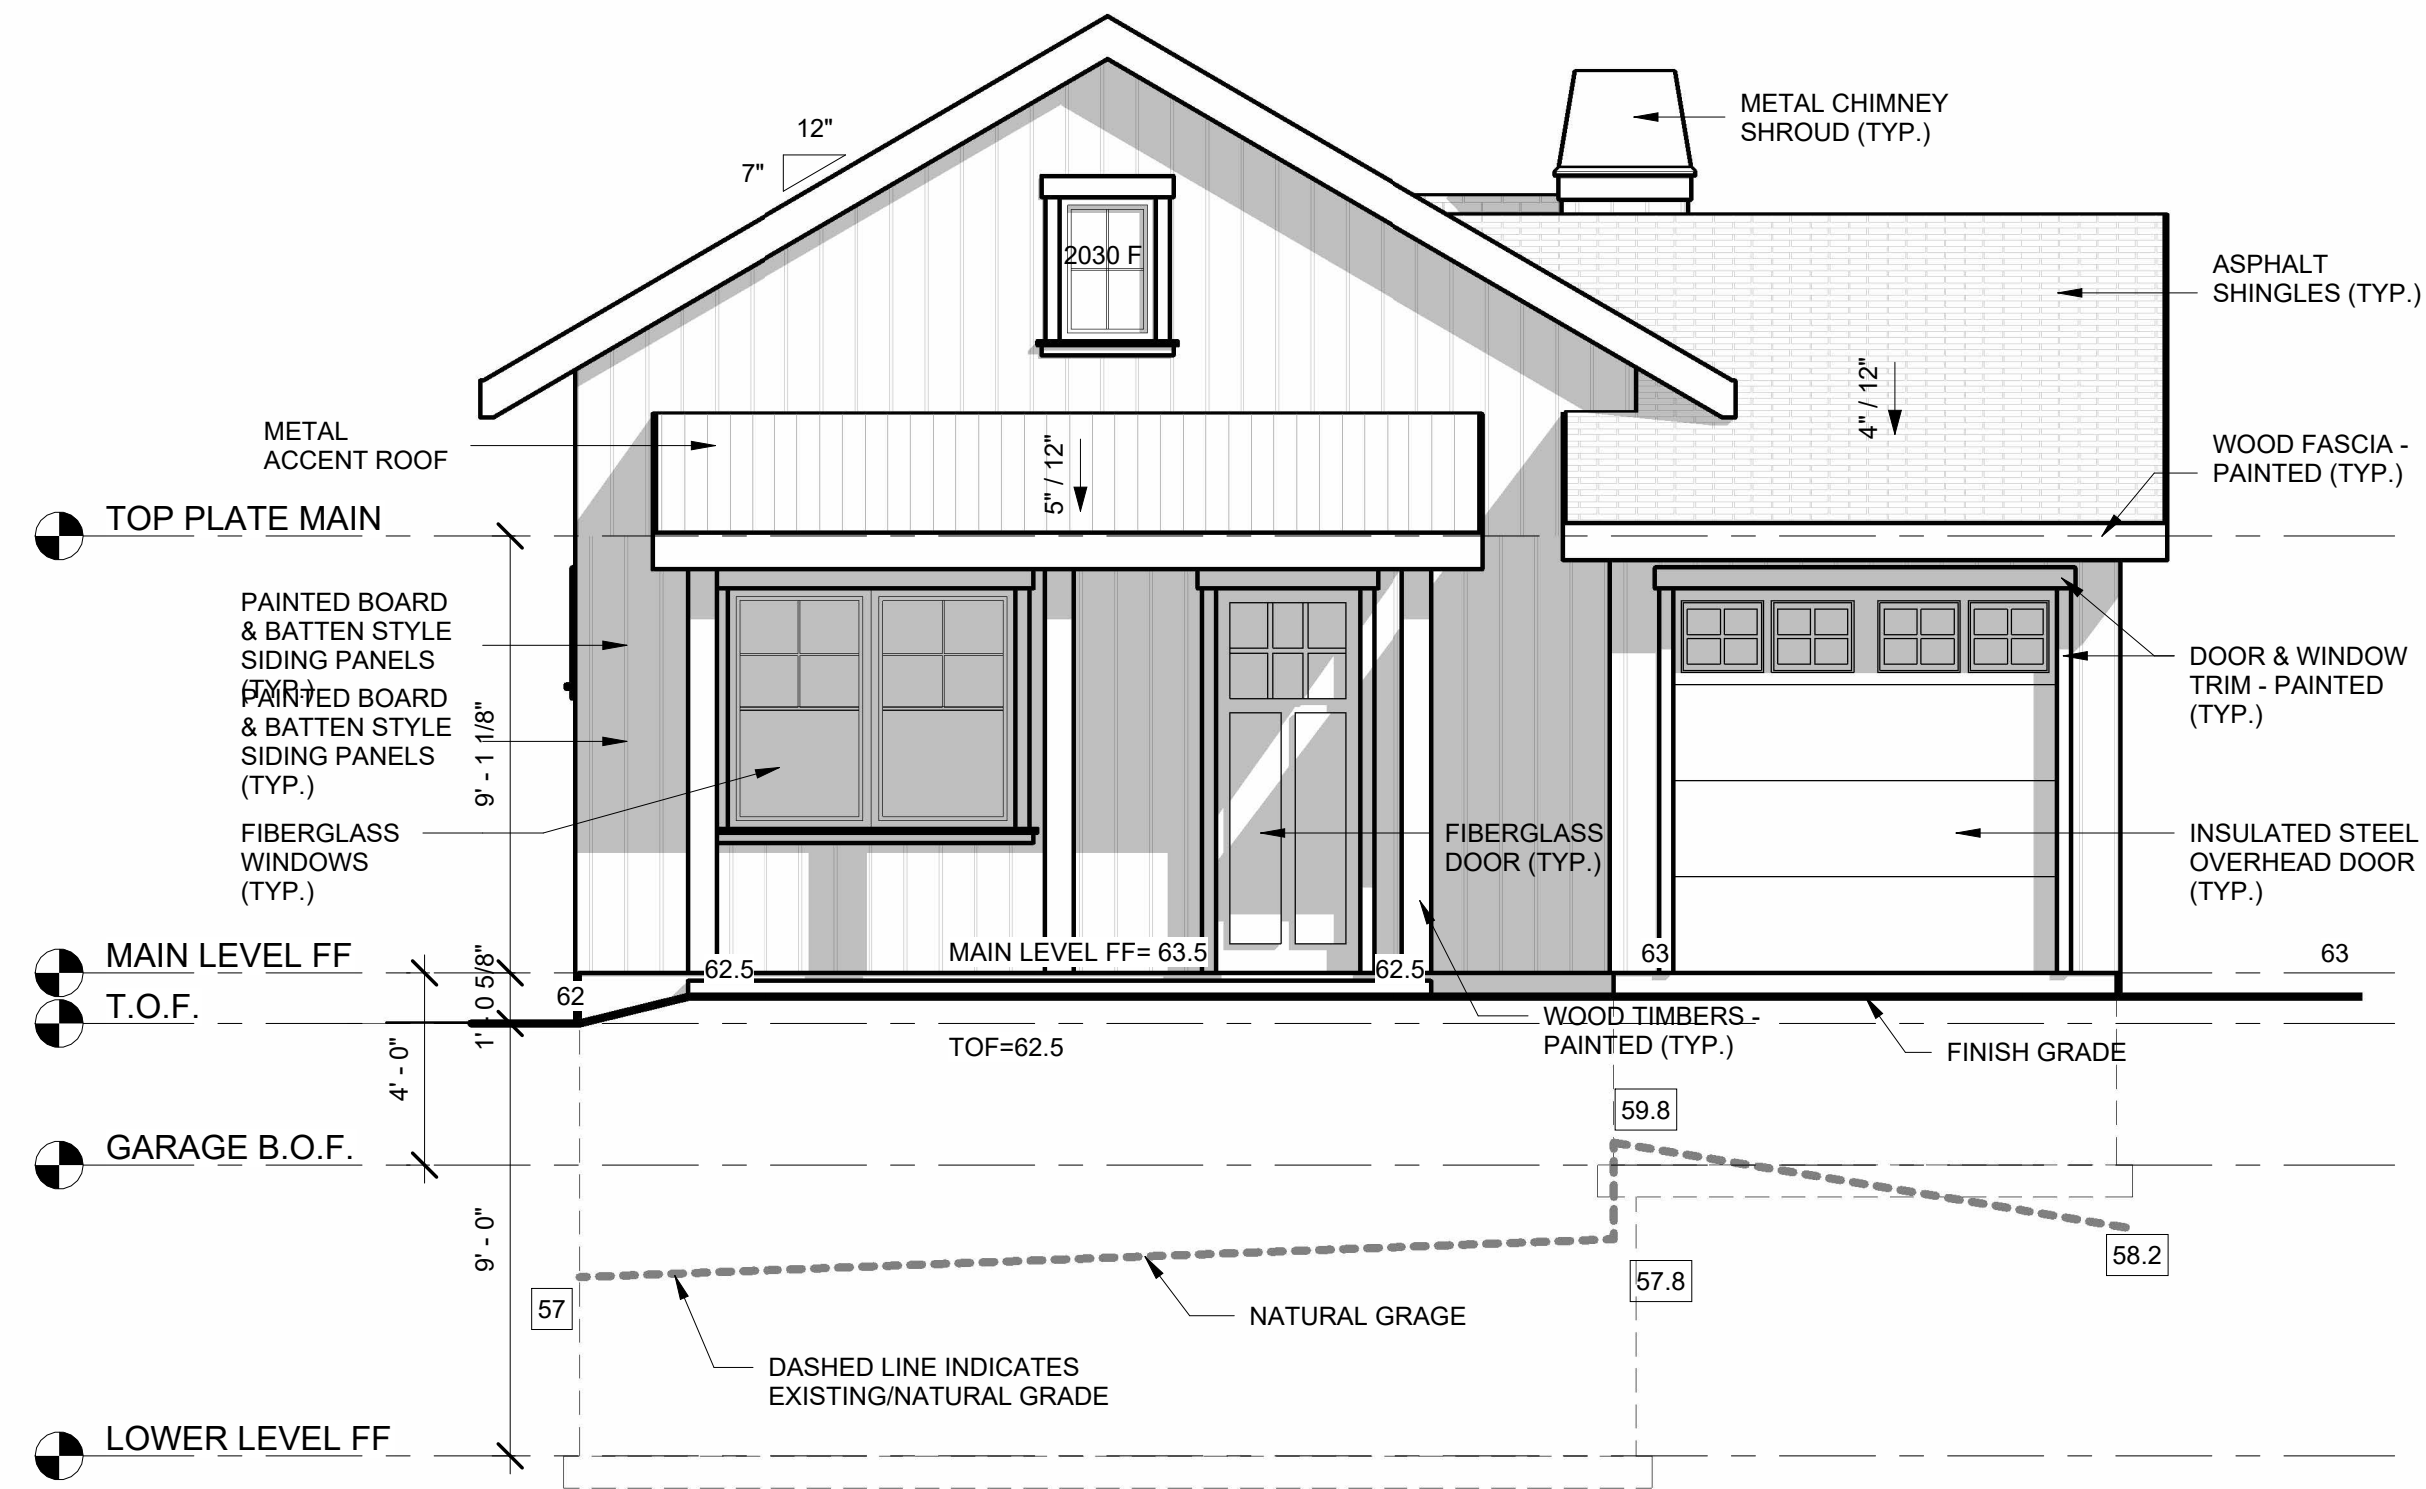 12"
7"
METAL CHIMNEY
SHROUD (TYP.)
2030 F
ASPHALT
SHINGLES (TYP.)
METAL
ACCENT ROOF
5" / 12"
4" / 12"
WOOD FASCIA -
PAINTED (TYP.)
TOP PLATE MAIN
PAINTED BOARD
& BATTEN STYLE
SIDING PANELS
(TYP.)
PAINTED BOARD
& BATTEN STYLE
SIDING PANELS
(TYP.)
9' - 1 1/8"
DOOR & WINDOW
TRIM - PAINTED
(TYP.)
FIBERGLASS
WINDOWS
(TYP.)
FIBERGLASS
DOOR (TYP.)
INSULATED STEEL
OVERHEAD DOOR
(TYP.)
MAIN LEVEL FF
MAIN LEVEL FF= 63.5
62.5
62.5
63
63
62
T.O.F.
1' - 0 5/8"
4' - 0"
TOF=62.5
WOOD TIMBERS -
PAINTED (TYP.)
FINISH GRADE
59.8
GARAGE B.O.F.
9' - 0"
58.2
57.8
57
NATURAL GRAGE
DASHED LINE INDICATES
EXISTING/NATURAL GRADE
LOWER LEVEL FF